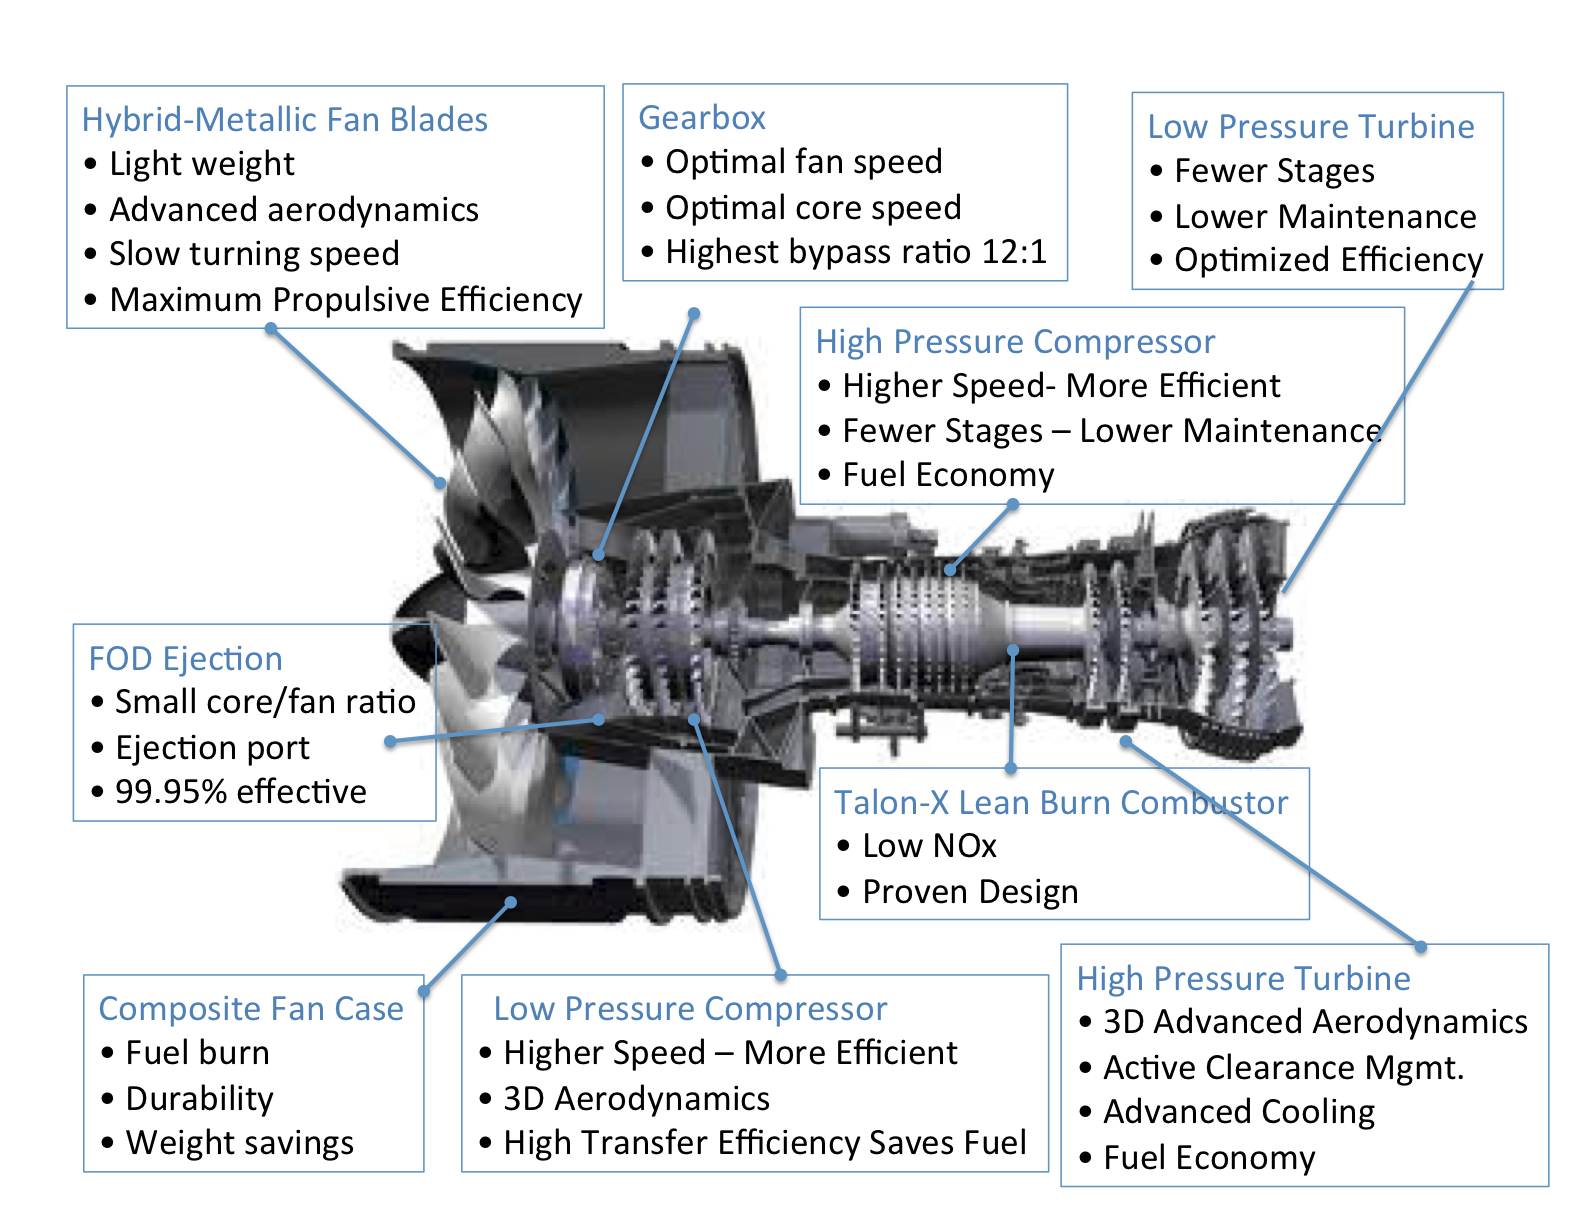 Hybrid-Metallic Fan Blades
• Light weight
• Advanced aerodynamics
• Slow turning speed
• Maximum Propulsive Efficiency
Gearbox
• Optimal fan speed
• Optimal core speed
• Highest bypass ratio 12:1
Low Pressure Turbine
• Fewer Stages
• Lower Maintenance
• Optimized Efficiency
High Pressure Compressor
• Higher Speed- More Efficient
• Fewer Stages – Lower Maintenance
• Fuel Economy
FOD Ejection
• Small core/fan ratio
• Ejection port
• 99.95% effective
Talon-X Lean Burn Combustor
• Low NOx
• Proven Design
Composite Fan Case
• Fuel burn
• Durability
• Weight savings
Low Pressure Compressor
• Higher Speed – More Efficient
• 3D Aerodynamics
• High Transfer Efficiency Saves Fuel
High Pressure Turbine
• 3D Advanced Aerodynamics
• Active Clearance Mgmt.
• Advanced Cooling
• Fuel Economy